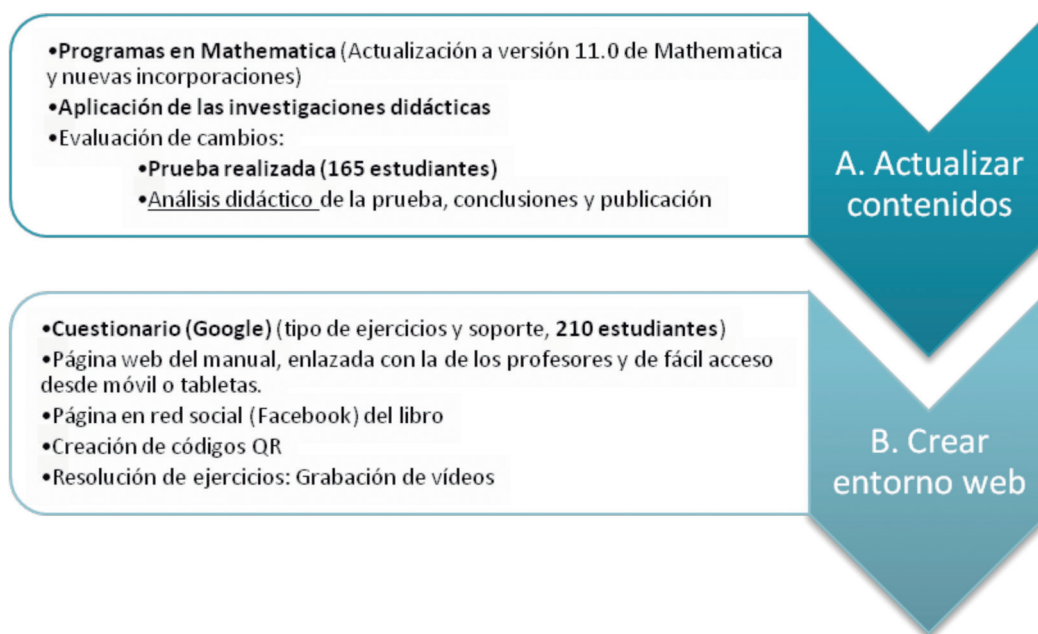 •Programas en Mathematica (Actualización a versión 11.0 de Mathematica
y nuevas incorporaciones)
•Aplicación de las investigaciones didácticas
•Evaluación de cambios:
•Prueba realizada (165 estudiantes)
•Análisis didáctico de la prueba, conclusiones y publicación
A. Actualizar
contenidos
•Cuestionario (Google) (tipo de ejercicios y soporte, 210 estudiantes)
•Página web del manual, enlazada con la de los profesores y de fácil acceso
desde móvil o tabletas.
•Página en red social (Facebook) del libro
•Creación de códigos QR
•Resolución de ejercicios: Grabación de vídeos
B. Crear
entorno web